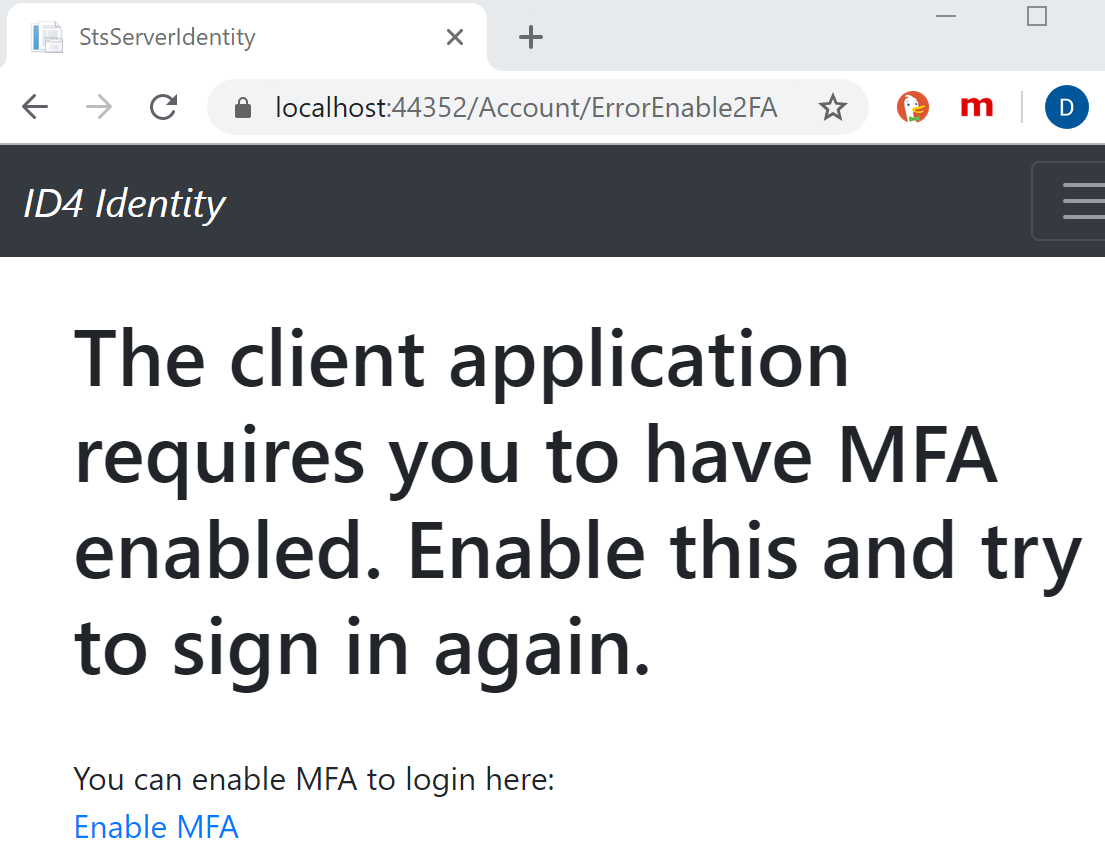 StsServerIdentity
localhost:44352/Account/ErrorEnable2FA
m
D
ID4 Identity
The client application
requires you to have MFA
enabled. Enable this and try
to sign in again.
You can enable MFA to login here:
Enable MFA